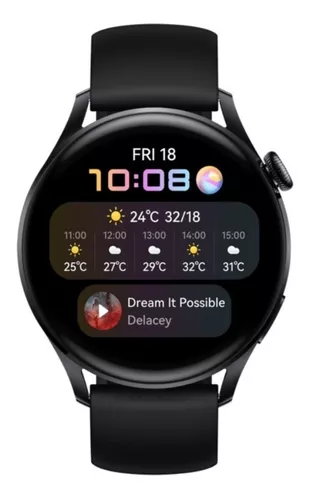 FRI 18
10:08
24°C 32/18
11:00 12:00 13:00 14:00 15:00
25°C 27°C 29°C 32°C 31°C
Dream It Possible
Delacey